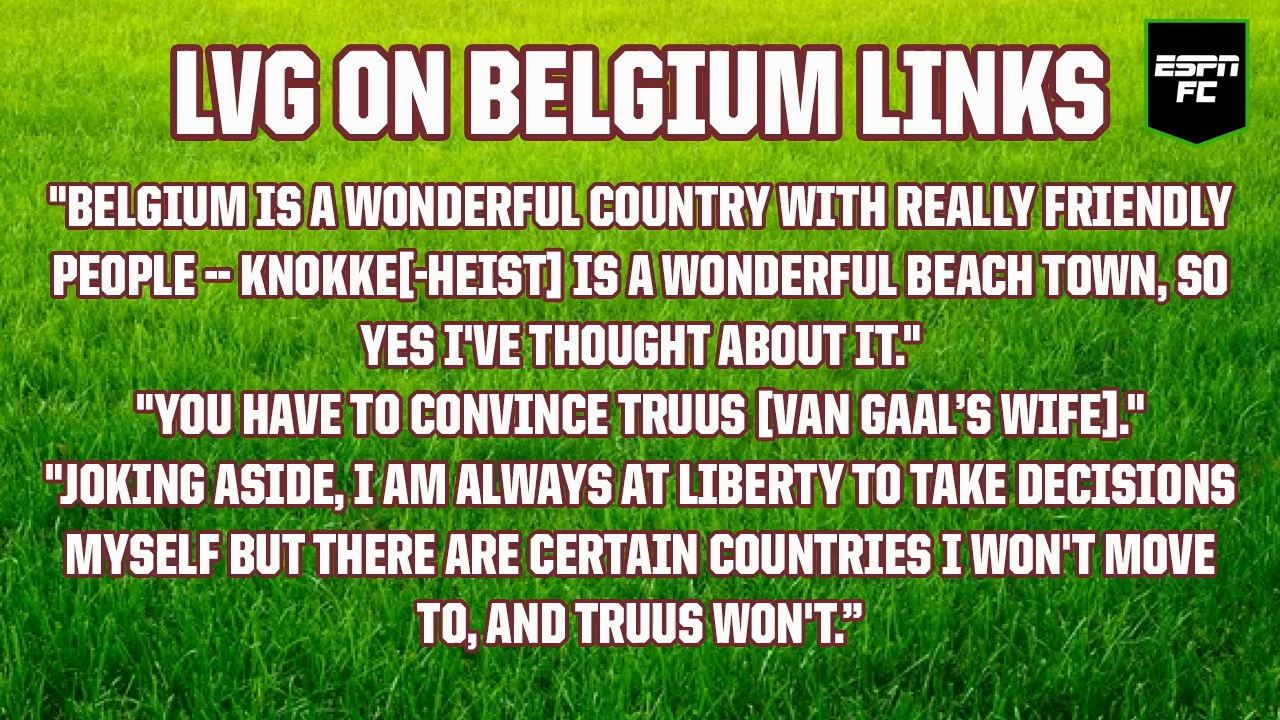 LVG ON BELGIUM LINKS
ESPN
FC
"BELGIUM IS A WONDERFUL COUNTRY WITH REALLY FRIENDLY
PEOPLE -- KNOKKE[-HEIST] IS A WONDERFUL BEACH TOWN, SO
YES I'VE THOUGHT ABOUT IT."
"YOU HAVE TO CONVINCE TRUUS [VAN GAAL’S WIFE]."
"JOKING ASIDE, I AM ALWAYS AT LIBERTY TO TAKE DECISIONS
MYSELF BUT THERE ARE CERTAIN COUNTRIES I WON'T MOVE
TO, AND TRUUS WON'T.”